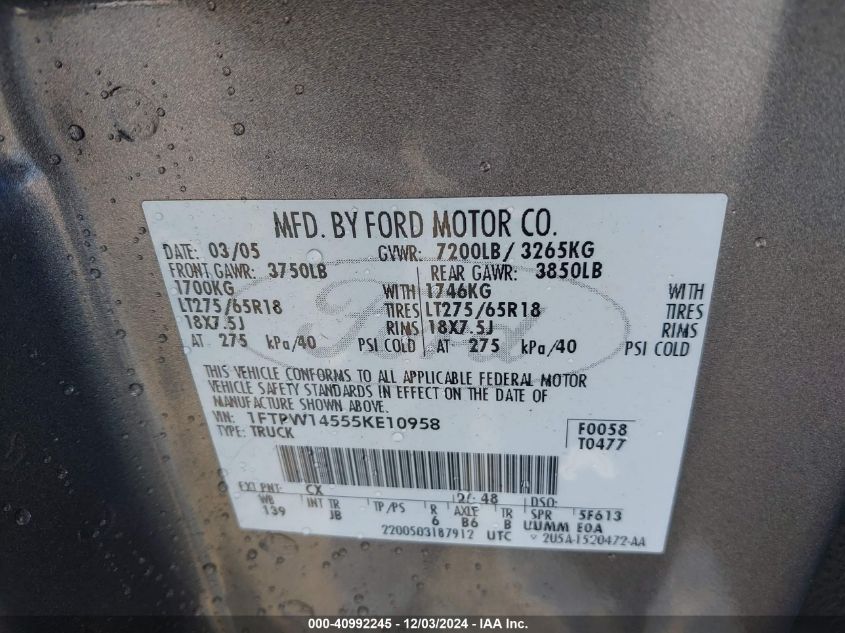 MFD. BY FORD MOTOR CO.
DATE: 03/05 GVWR: 7200LB/ 3265KG
FRONT GAWR: 3750LB REAR GAWR: 3850LB
1700KG WITH 1746KG WITH
LT275/65R18 TIRES LT275/65R18 TIRES
18X7.5J RIMS 18X7.5J RIMS
AT 275 kPa/40 PSI COLD AT 275 kPa/40 PSI COLD
THIS VEHICLE CONFORMS TO ALL APPLICABLE FEDERAL MOTOR
VEHICLE SAFETY STANDARDS IN EFFECT ON THE DATE OF
MANUFACTURE SHOWN ABOVE.
VIN: 1FTPW14555KE10958 F0058
TYPE: TRUCK T0477
EXT PNT: CX 48 DSO:
WB INT TR TP/PS R AXLE TR SPR 5F613
139 JB 6 B6 B UUMM EOA
2200503187912 UTC 2U5A-1520472-AA
Ford
000-40992245 - 12/03/2024 - IAA Inc.